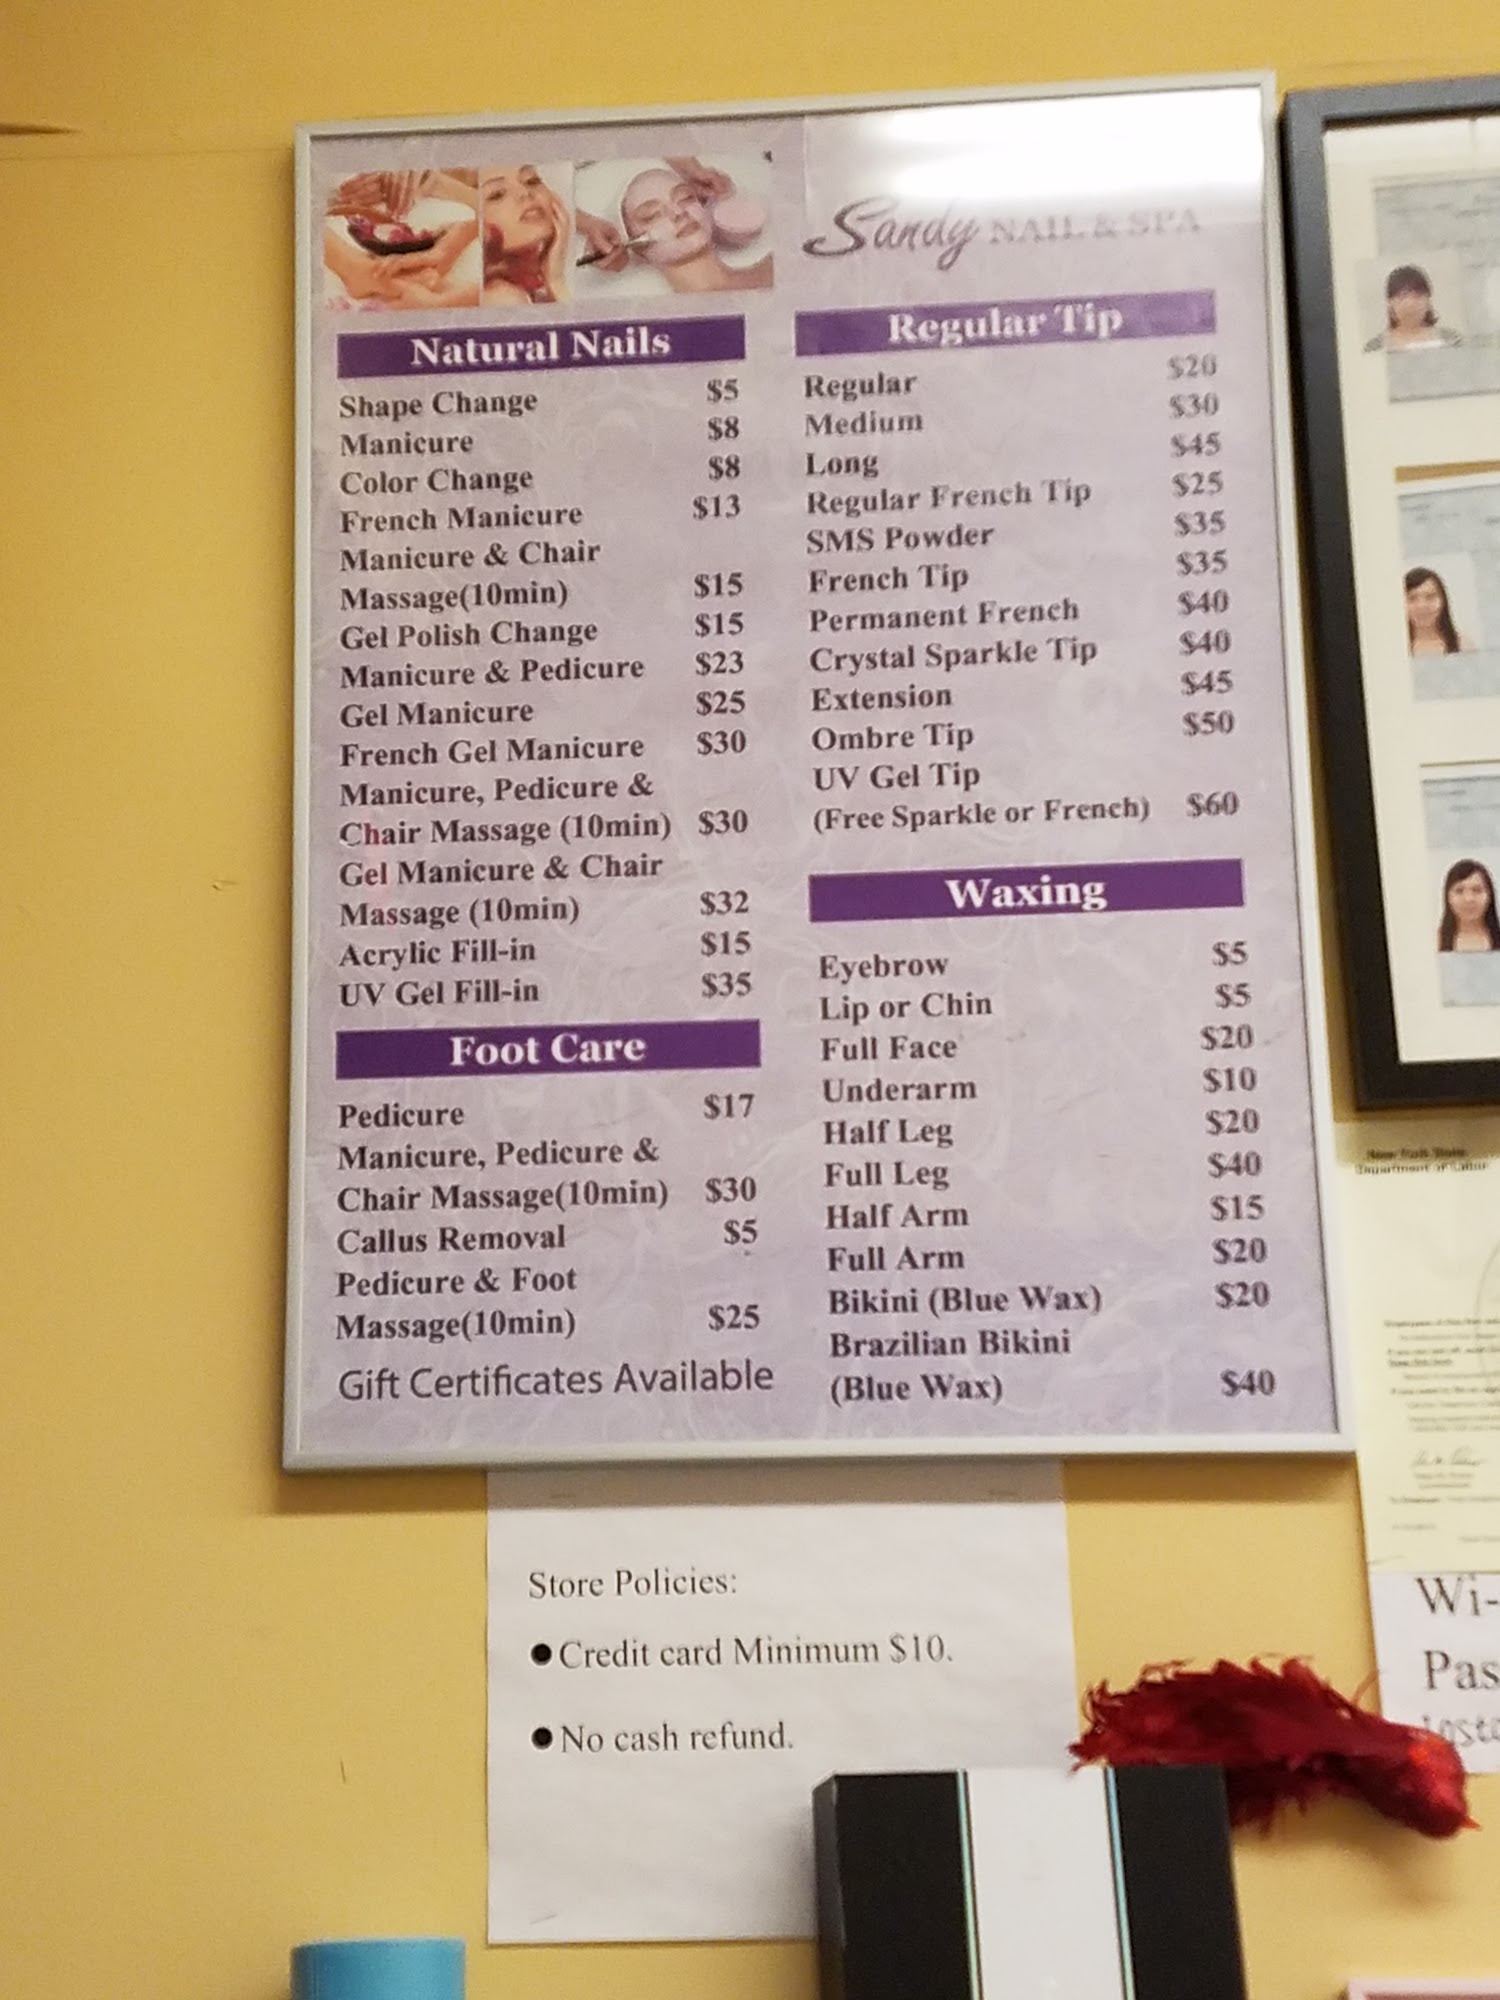 Sandy NAIL & SPA
Natural Nails
Shape Change $5
Manicure $8
Color Change $8
French Manicure $13
Manicure & Chair
Massage(10min) $15
Gel Polish Change $15
Manicure & Pedicure $23
Gel Manicure $25
French Gel Manicure $30
Manicure, Pedicure &
Chair Massage (10min) $30
Gel Manicure & Chair
Massage (10min) $32
Acrylic Fill-in $15
UV Gel Fill-in $35
Foot Care
Pedicure $17
Manicure, Pedicure &
Chair Massage(10min) $30
Callus Removal $5
Pedicure & Foot
Massage(10min) $25
Gift Certificates Available
Regular Tip
Regular $20
Medium $30
Long $45
Regular French Tip $25
SMS Powder $35
French Tip $35
Permanent French $40
Crystal Sparkle Tip $40
Extension $45
Ombre Tip $50
UV Gel Tip
(Free Sparkle or French) $60
Waxing
Eyebrow $5
Lip or Chin $5
Full Face $20
Underarm $10
Half Leg $20
Full Leg $40
Half Arm $15
Full Arm $20
Bikini (Blue Wax) $20
Brazilian Bikini
(Blue Wax) $40
Store Policies:
● Credit card Minimum $10.
● No cash refund.
New York State
Department of Labor
Wi-
Pas